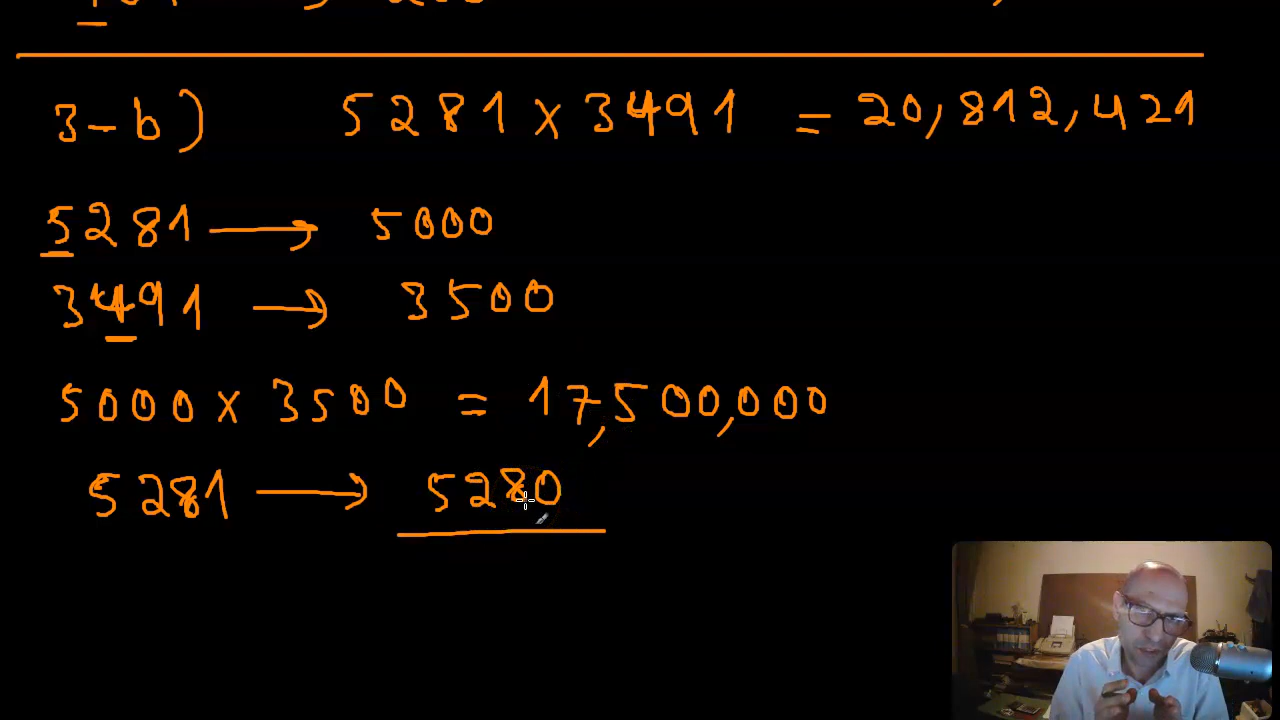 3-b) 5281 x 3491 = 20,812,421
5281 → 5000
3491 → 3500
5000 x 3500 = 17,500,000
5281 → 5280